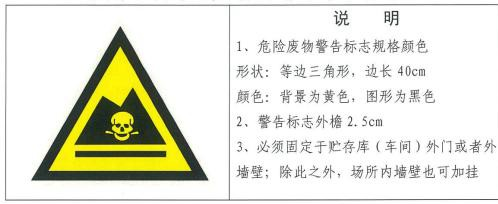 说 明
1、危险废物警告标志规格颜色
形状：等边三角形，边长 40cm
颜色：背景为黄色，图形为黑色
2、警告标志外檐 2.5cm
3、必须固定于贮存库（车间）外门或者外
墙壁；除此之外，场所内墙壁也可加挂